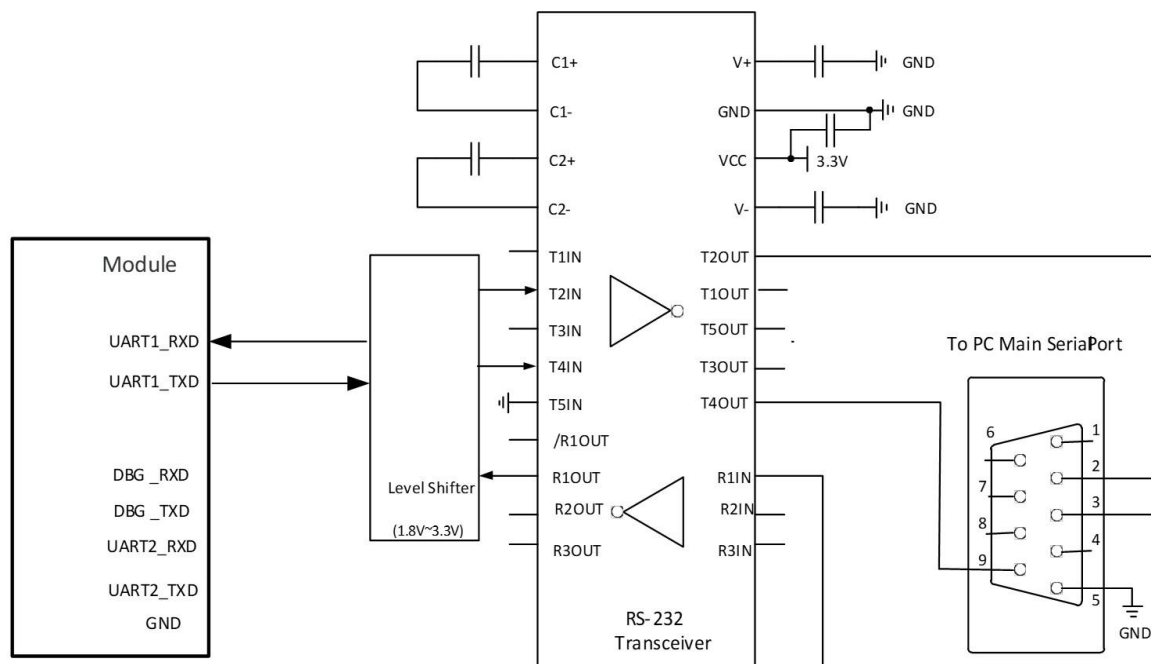 C1+
C1-
C2+
C2-
V+
GND
GND
GND
VCC
3.3V
V-
GND
Module
UART1_RXD
UART1_TXD
DBG _RXD
DBG _TXD
UART2_RXD
UART2_TXD
GND
Level Shifter
(1.8V~3.3V)
T1IN
T2IN
T3IN
T4IN
T5IN
/R1OUT
R1OUT
R2OUT
R3OUT
T2OUT
T1OUT
T5OUT
T3OUT
T4OUT
R1IN
R2IN
R3IN
RS-232
Transceiver
To PC Main SerialPort
6
7
8
9
1
2
3
4
5
GND